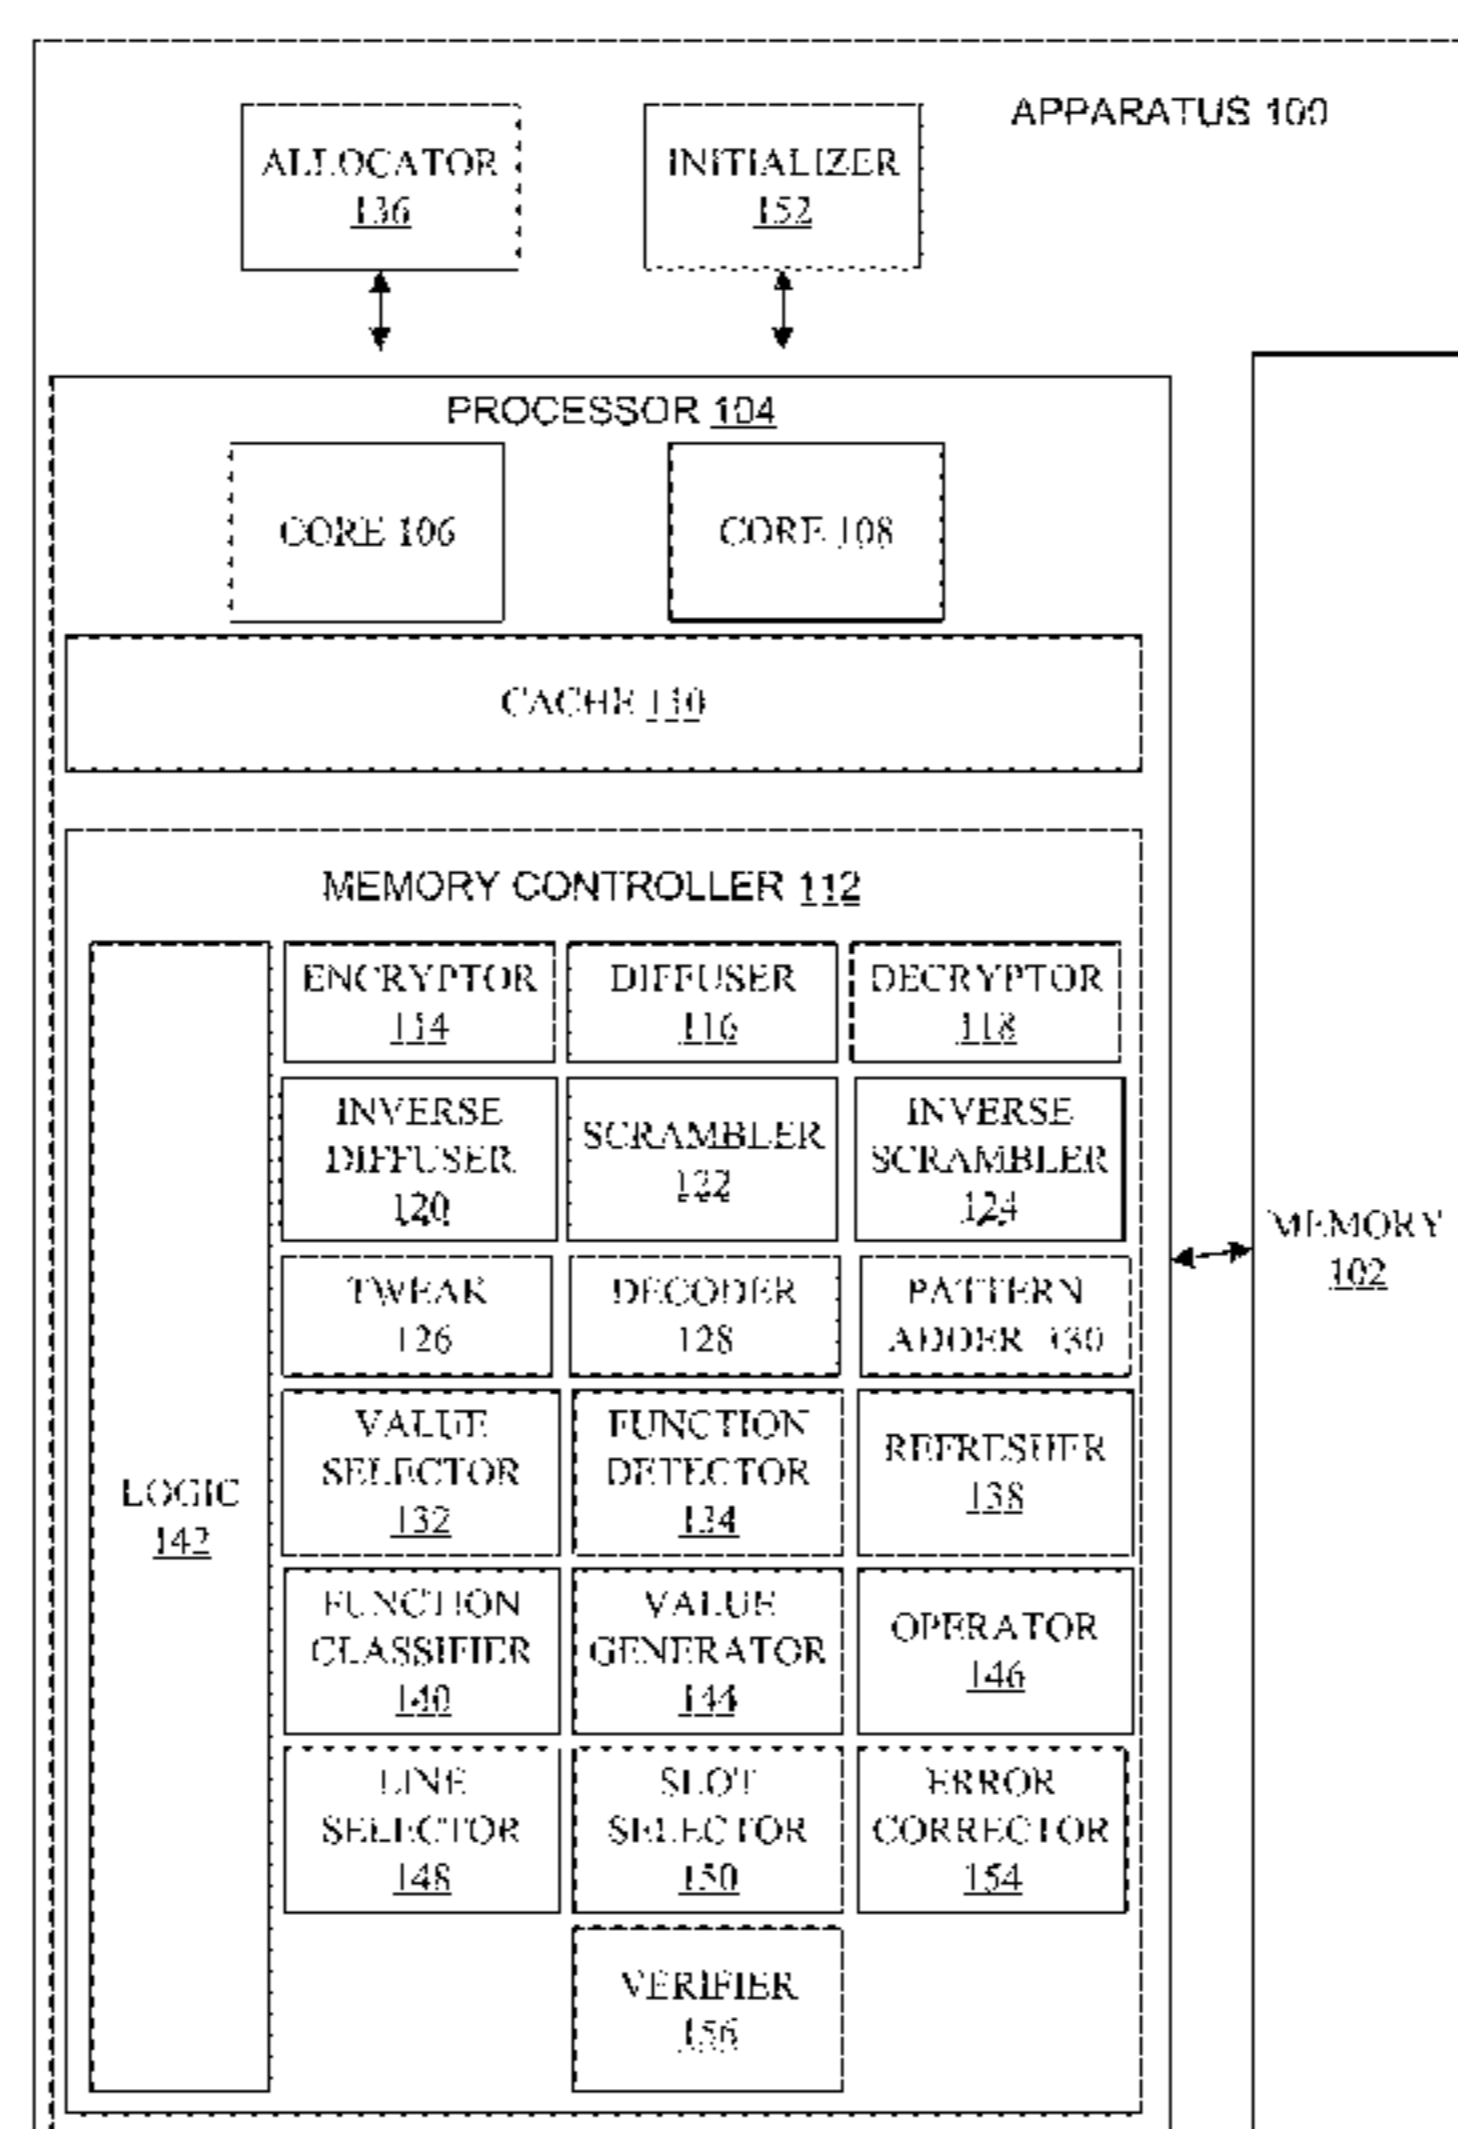 APPARATUS 100
ALLOCATOR
136
INITIALIZER
152
PROCESSOR 104
CORE 106
CORE 108
CACHE 110
MEMORY CONTROLLER 112
LOGIC
142
ENCRYPTOR
114
DIFFUSER
116
DECRYPTOR
118
INVERSE
DIFFUSER
120
SCRAMBLER
122
INVERSE
SCRAMBLER
124
TWEAK
126
DECODER
128
PATTERN
ADDER 130
VALUE
SELECTOR
132
FUNCTION
DETECTOR
134
REFRESHER
138
FUNCTION
CLASSIFIER
140
VALUE
GENERATOR
144
OPERATOR
146
LINE
SELECTOR
148
SLOT
SELECTOR
150
ERROR
CORRECTOR
154
VERIFIER
156
MEMORY
102